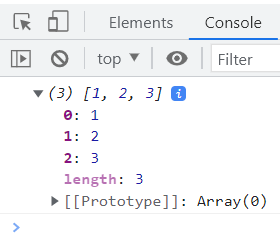 Elements Console
top Filter
(3) [1, 2, 3] i
0: 1
1: 2
2: 3
length: 3
[[Prototype]]: Array(0)